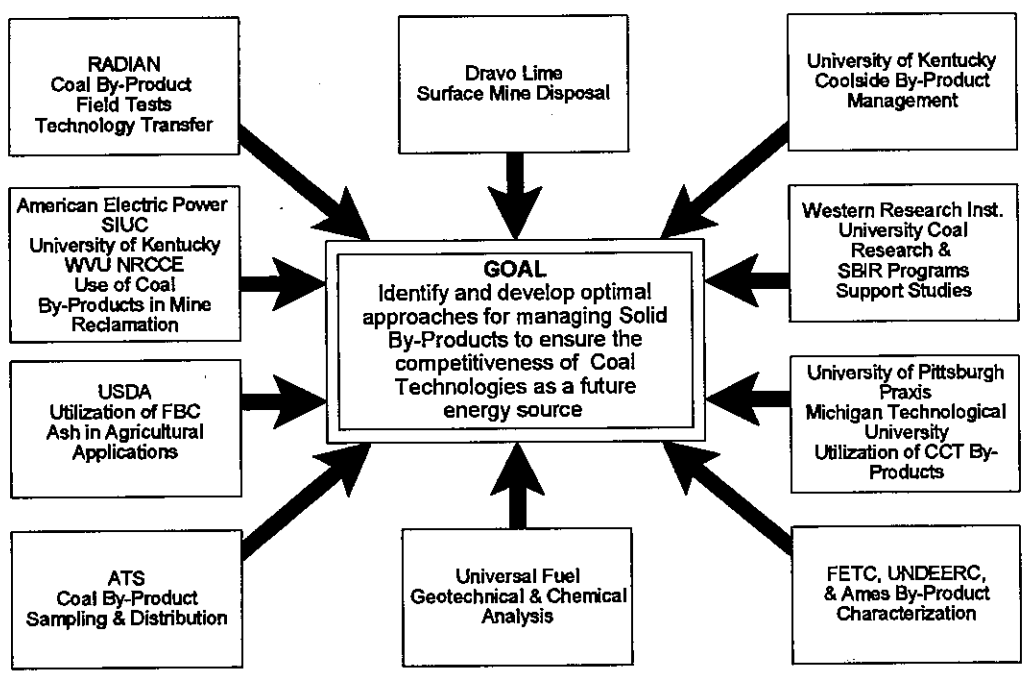 RADIAN
Coal By-Product
Field Tests
Technology Transfer
Dravo Lime
Surface Mine Disposal
University of Kentucky
Coolside By-Product
Management
American Electric Power
SIUC
University of Kentucky
WVU NRCCE
Use of Coal
By-Products in Mine
Reclamation
GOAL
Identify and develop optimal
approaches for managing Solid
By-Products to ensure the
competitiveness of Coal
Technologies as a future
energy source
Western Research Inst.
University Coal
Research &
SBIR Programs
Support Studies
USDA
Utilization of FBC
Ash in Agricultural
Applications
University of Pittsburgh
Praxis
Michigan Technological
University
Utilization of CCT By-
Products
ATS
Coal By-Product
Sampling & Distribution
Universal Fuel
Geotechnical & Chemical
Analysis
FETC, UNDEERC,
& Ames By-Product
Characterization